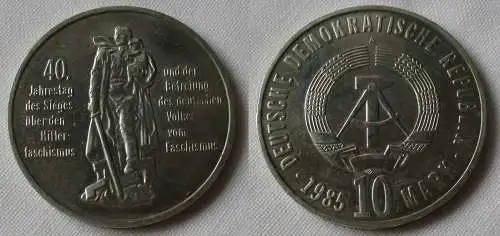 40.
Jahrestag
des Sieges
über den
Hitler-
faschismus
und der
Befreiung
des deutschen
Volkes
vom
Faschismus
DEUTSCHE DEMOKRATISCHE REPUBLIK
· 1985 10 MARK ·